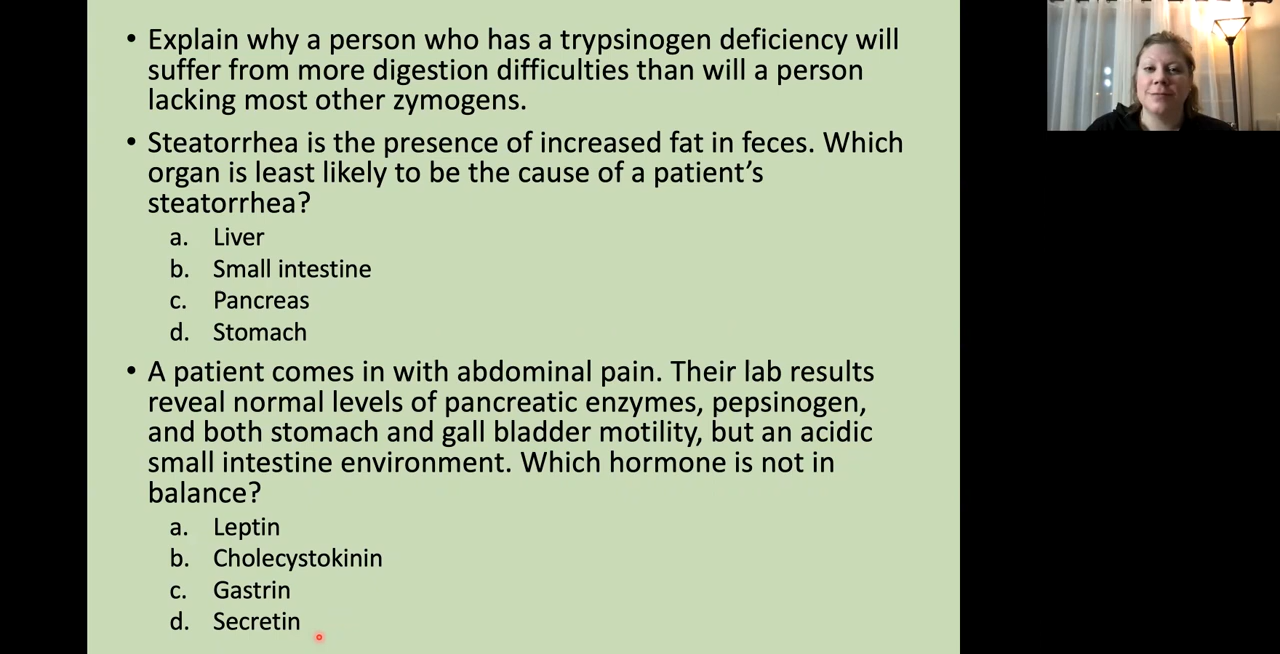 • Explain why a person who has a trypsinogen deficiency will
suffer from more digestion difficulties than will a person
lacking most other zymogens.
• Steatorrhea is the presence of increased fat in feces. Which
organ is least likely to be the cause of a patient’s
steatorrhea?
a. Liver
b. Small intestine
c. Pancreas
d. Stomach
• A patient comes in with abdominal pain. Their lab results
reveal normal levels of pancreatic enzymes, pepsinogen,
and both stomach and gall bladder motility, but an acidic
small intestine environment. Which hormone is not in
balance?
a. Leptin
b. Cholecystokinin
c. Gastrin
d. Secretin